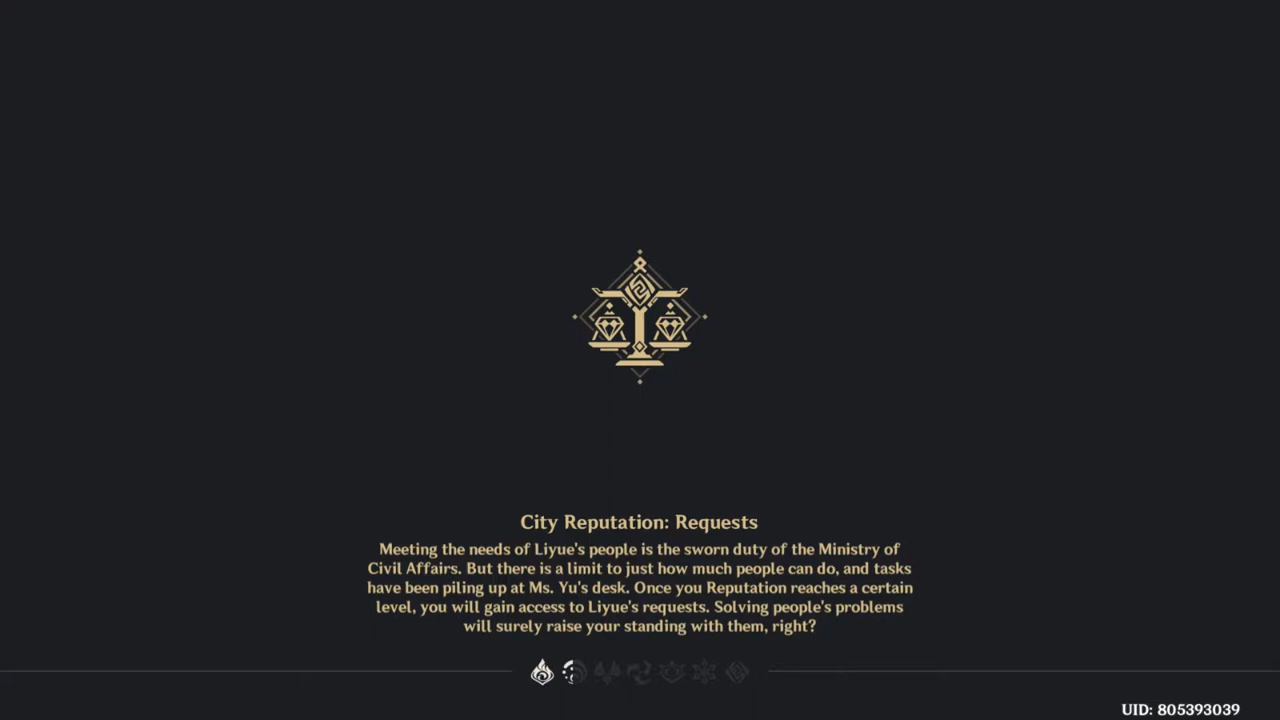 City Reputation: Requests
Meeting the needs of Liyue's people is the sworn duty of the Ministry of
Civil Affairs. But there is a limit to just how much people can do, and tasks
have been piling up at Ms. Yu's desk. Once you Reputation reaches a certain
level, you will gain access to Liyue's requests. Solving people's problems
will surely raise your standing with them, right?
UID: 805393039